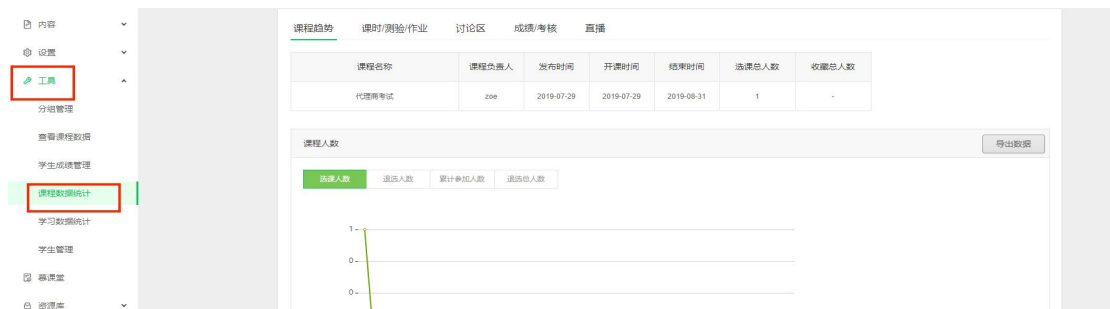 内容
设置
工具
分组管理
查看课程数据
学生成绩管理
课程数据统计
学习数据统计
学生管理
慕课堂
资源库
课程趋势 课时/测验/作业 讨论区 成绩/考核 直播
课程名称 课程负责人 发布时间 开课时间 结束时间 选课总人数 收藏总人数
代理商考试 zoe 2019-07-29 2019-07-29 2019-08-31 1 -
课程人数 导出数据
选课人数 退选人数 累计参加人数 退选总人数
1
0
0